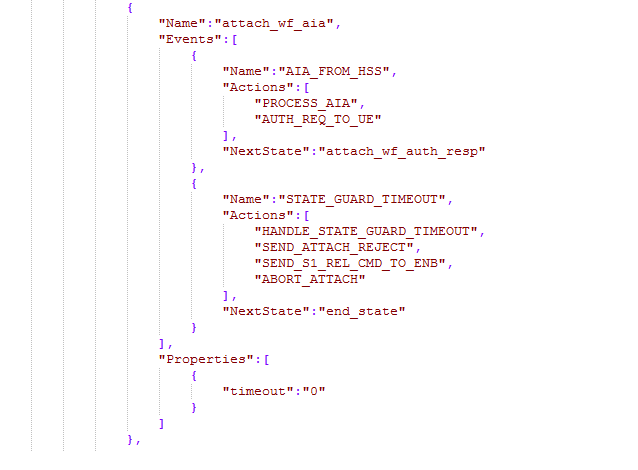 {
"Name":"attach_wf_aia",
"Events":[
{
"Name":"AIA_FROM_HSS",
"Actions":[
"PROCESS_AIA",
"AUTH_REQ_TO_UE"
],
"NextState":"attach_wf_auth_resp"
},
{
"Name":"STATE_GUARD_TIMEOUT",
"Actions":[
"HANDLE_STATE_GUARD_TIMEOUT",
"SEND_ATTACH_REJECT",
"SEND_S1_REL_CMD_TO_ENB",
"ABORT_ATTACH"
],
"NextState":"end_state"
}
],
"Properties":[
{
"timeout":"0"
}
]
},